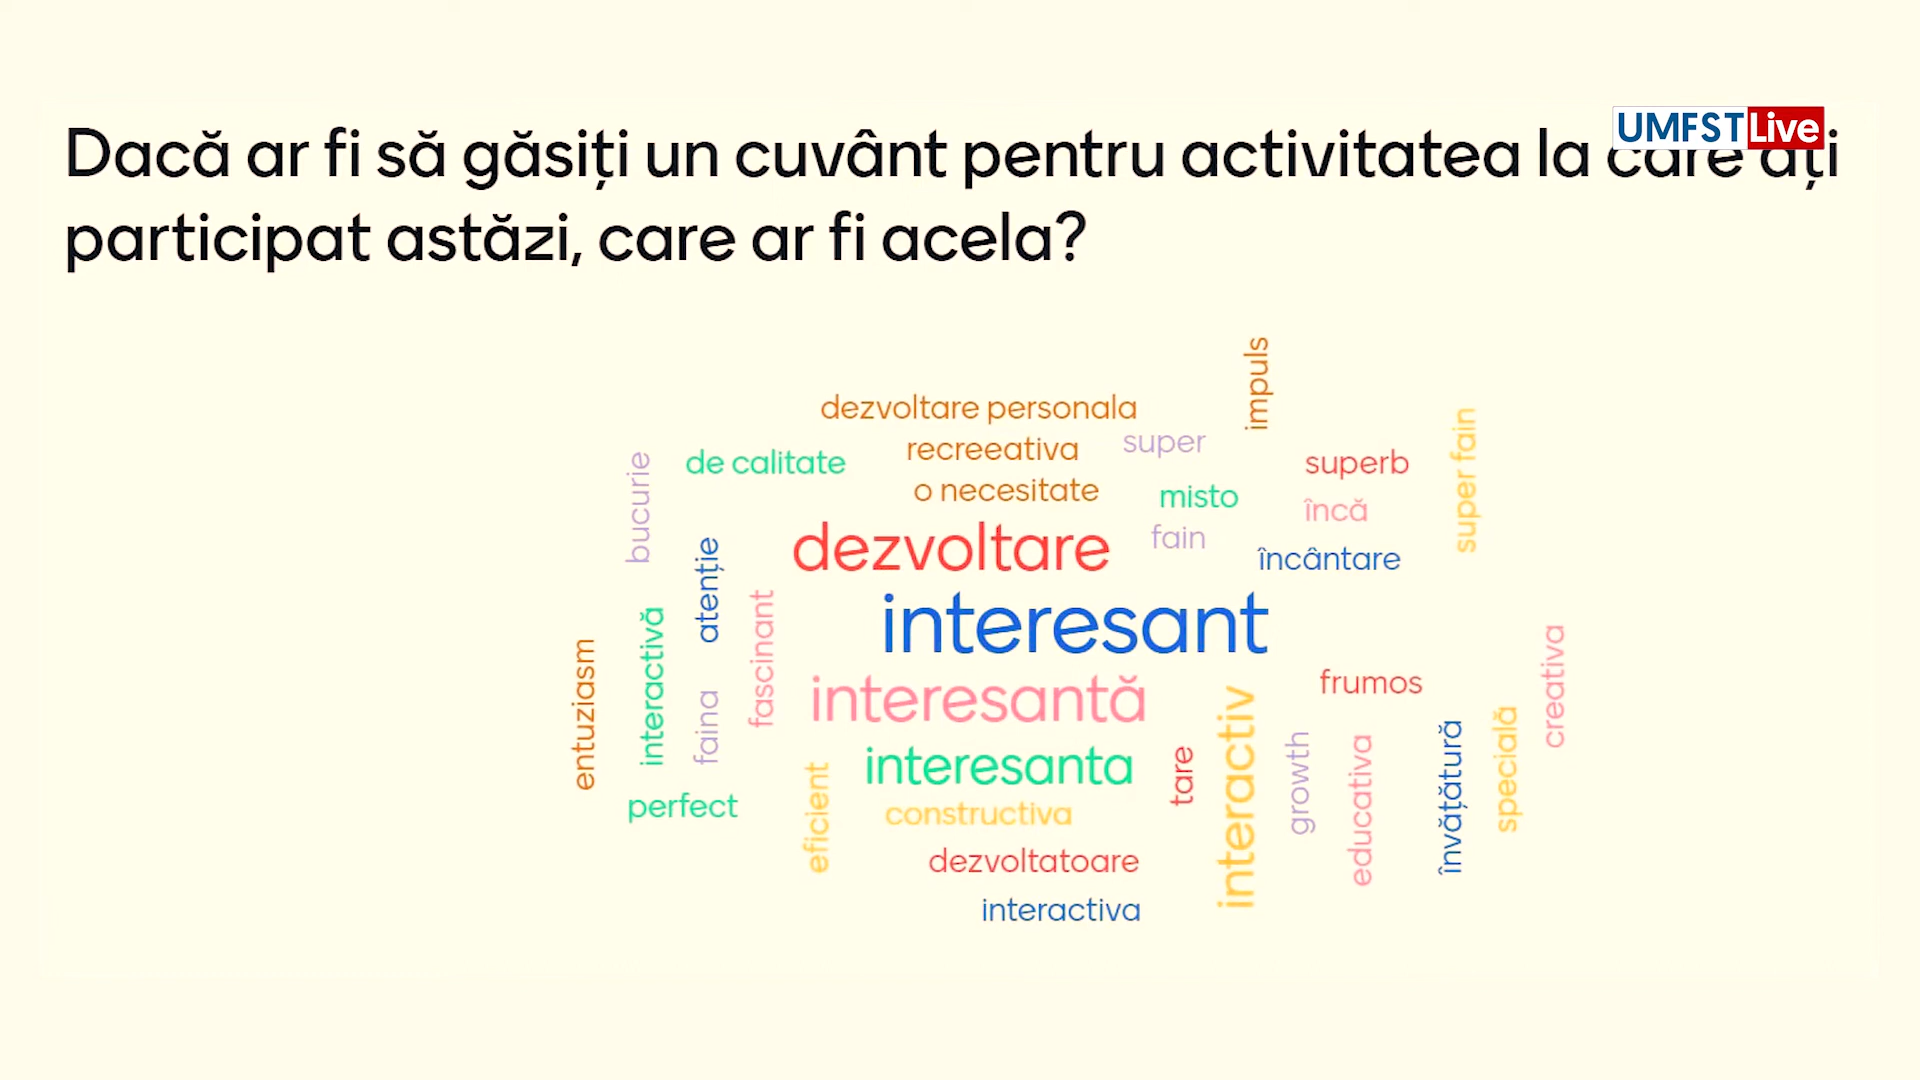 Dacă ar fi să găsiți un cuvânt pentru activitatea la care ați
participat astăzi, care ar fi acela?
UMFST Live
impuls
dezvoltare personala
recreeativa
super
de calitate
superb
super fain
bucurie
o necesitate
misto
încă
dezvoltare
fain
încântare
atenție
interesant
fascinant
interactivă
entuziasm
faina
interesantă
frumos
creativa
interactiv
interesanta
tare
growth
educativa
învățătură
specială
perfect
eficient
constructiva
dezvoltatoare
interactiva